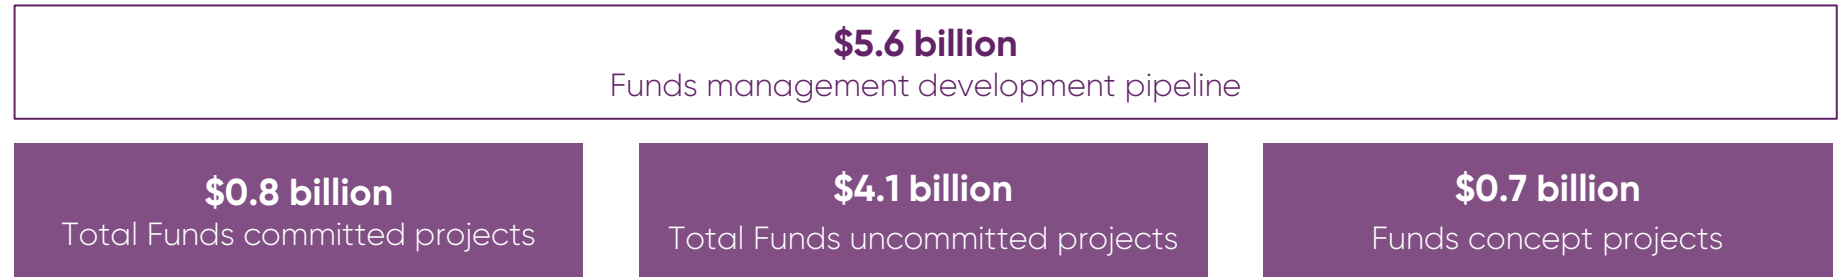 $5.6 billion
Funds management development pipeline
$0.8 billion
Total Funds committed projects
$4.1 billion
Total Funds uncommitted projects
$0.7 billion
Funds concept projects